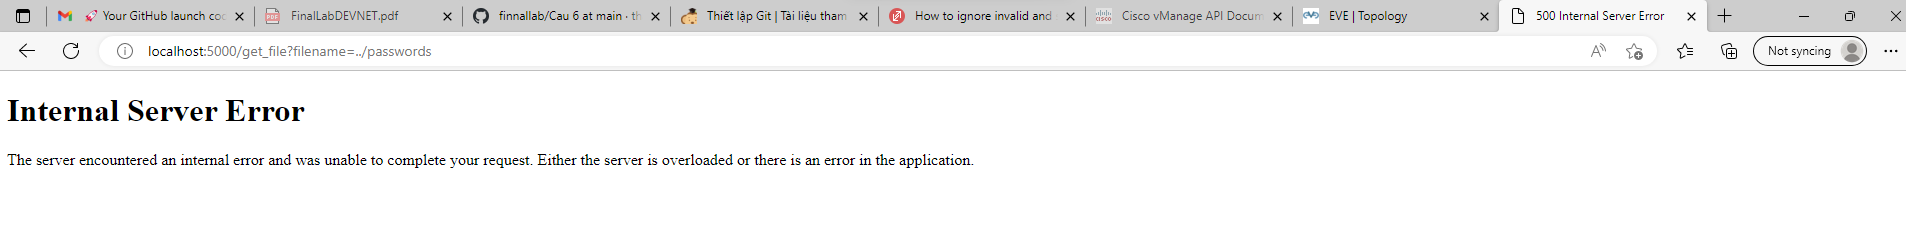 🚀 Your GitHub launch coc
FinalLabDEVNET.pdf
finnallab/Cau 6 at main · th
Thiết lập Git | Tài liệu tham
How to ignore invalid and
Cisco vManage API Docum
EVE | Topology
500 Internal Server Error
localhost:5000/get_file?filename=../passwords
Not syncing
Internal Server Error
The server encountered an internal error and was unable to complete your request. Either the server is overloaded or there is an error in the application.